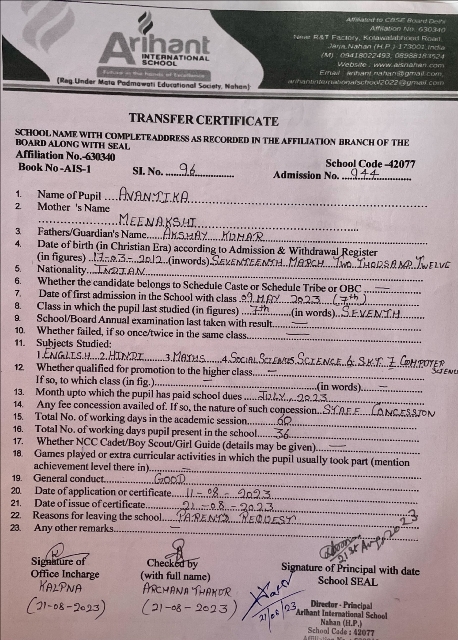 Arihant
INTERNATIONAL
SCHOOL
Future in the hands of Excellence
(Reg.Under Mata Padmawati Educational Society, Nahan)
Affiliated to CBSE Board Delhi
Affiliation No. 630340
Near R&T Factory, Kolawalabhood Road,
Jarja, Nahan (H.P.)-173001, India
(M) : 09418022493, 08988184524
Website : www.aisnahan.com
Email : arihant.nahan@gmail.com,
arihantinternationalschool2022@gmail.com
TRANSFER CERTIFICATE
SCHOOL NAME WITH COMPLETEADDRESS AS RECORDED IN THE AFFILIATION BRANCH OF THE
BOARD ALONG WITH SEAL
Affiliation No.-630340 School Code -42077
Book No -AIS-1 Sl. No. 96 Admission No. 944
1. Name of Pupil AVANTIKA
2. Mother 's Name
MEENAKSHI
3. Fathers/Guardian's Name AKSHAY KUMAR
4. Date of birth (in Christian Era) according to Admission & Withdrawal Register
(in figures) 17-03-2012 (inwords) SEVENTEENTH MARCH TWO THOUSAND TWELVE
5. Nationality INDIAN
6. Whether the candidate belongs to Schedule Caste or Schedule Tribe or OBC —
7. Date of first admission in the School with class 09 MAY 2023 (7th)
8. Class in which the pupil last studied (in figures) 7th (in words) SEVENTH
9. School/Board Annual examination last taken with result —
10. Whether failed, if so once/twice in the same class —
11. Subjects Studied:
1. ENGLISH 2. HINDI 3. MATHS 4. SOCIAL SCIENCE 5 SCIENCE 6 SKT 7 COMPUTER SCIENCE
12. Whether qualified for promotion to the higher class —
If so, to which class (in fig.) — (in words) —
13. Month upto which the pupil has paid school dues JULY, 2023
14. Any fee concession availed of. If so, the nature of such concession STAFF CONCESSION
15. Total No. of working days in the academic session 60
16. Total No. of working days pupil present in the school 36
17. Whether NCC Cadet/Boy Scout/Girl Guide (details may be given) —
18. Games played or extra curricular activities in which the pupil usually took part (mention
achievement level there in) —
19. General conduct GOOD
20. Date of application or certificate 11-08-2023
21. Date of issue of certificate 21-08-2023
22. Reasons for leaving the school PARENTS REQUEST
23. Any other remarks —
21st Aug, 2023
Signature of
Office Incharge
KALPNA
(21-08-2023)
Checked by
(with full name)
ARCHANA THAKUR
(21-08-2023)
21/08/23
Signature of Principal with date
School SEAL
Director - Principal
Arihant International School
Nahan (H.P.)
School Code : 42077